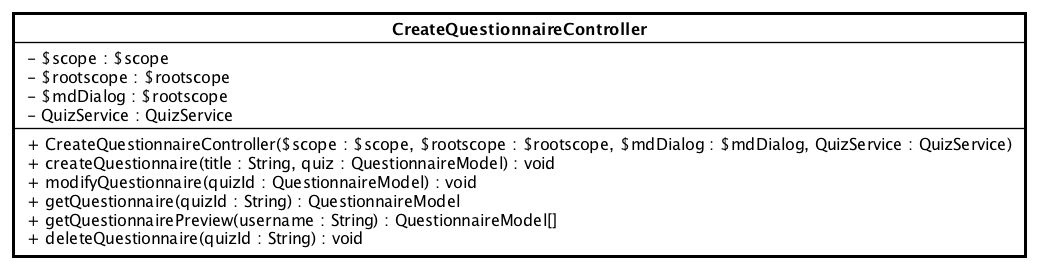 CreateQuestionnaireController
- $scope : $scope
- $rootscope : $rootscope
- $mdDialog : $rootscope
- QuizService : QuizService
+ CreateQuestionnaireController($scope : $scope, $rootscope : $rootscope, $mdDialog : $mdDialog, QuizService : QuizService)
+ createQuestionnaire(title : String, quiz : QuestionnaireModel) : void
+ modifyQuestionnaire(quizId : QuestionnaireModel) : void
+ getQuestionnaire(quizId : String) : QuestionnaireModel
+ getQuestionnairePreview(username : String) : QuestionnaireModel[]
+ deleteQuestionnaire(quizId : String) : void